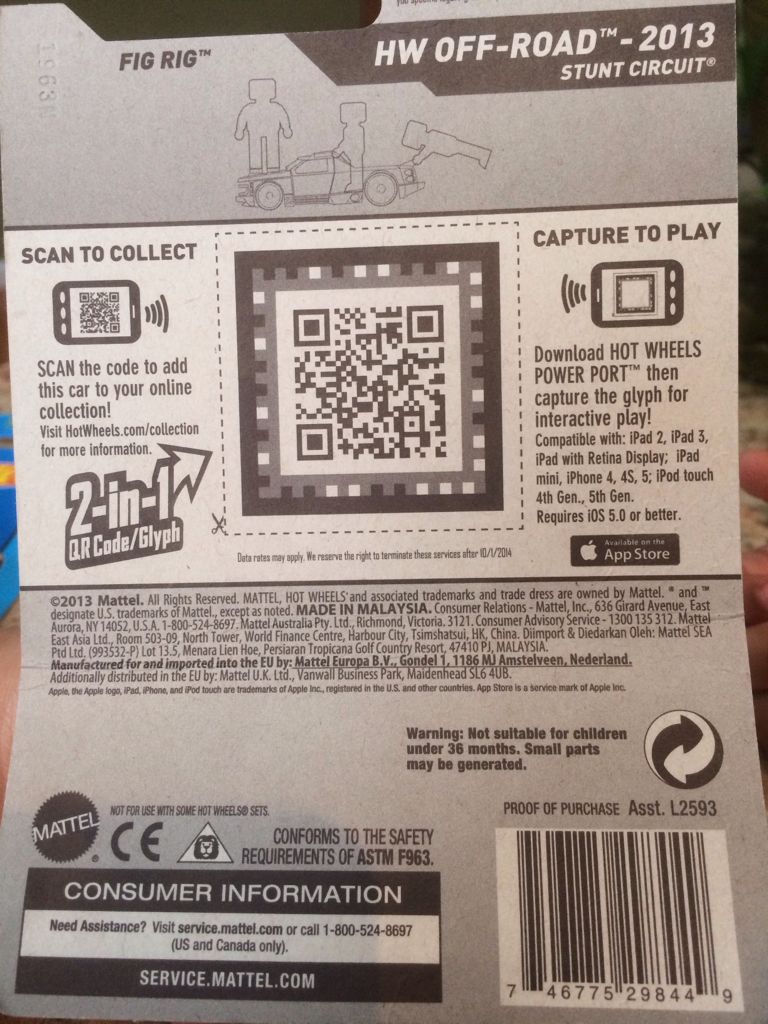 FIG RIG™
HW OFF-ROAD™ - 2013
STUNT CIRCUIT®
SCAN TO COLLECT
SCAN the code to add
this car to your online
collection!
Visit HotWheels.com/collection
for more information.
2-in-1
QR Code/Glyph
CAPTURE TO PLAY
Download HOT WHEELS
POWER PORT™ then
capture the glyph for
interactive play!
Compatible with: iPad 2, iPad 3,
iPad with Retina Display; iPad
mini, iPhone 4, 4S, 5; iPod touch
4th Gen., 5th Gen.
Requires iOS 5.0 or better.
Available on the
App Store
Data rates may apply. We reserve the right to terminate these services after 10/1/2014
©2013 Mattel. All Rights Reserved. MATTEL, HOT WHEELS and associated trademarks and trade dress are owned by Mattel. ® and ™
designate U.S. trademarks of Mattel., except as noted. MADE IN MALAYSIA. Consumer Relations - Mattel, Inc., 636 Girard Avenue, East
Aurora, NY 14052, U.S.A. 1-800-524-8697. Mattel Australia Pty. Ltd., Richmond, Victoria. 3121. Consumer Advisory Service - 1300 135 312. Mattel
East Asia Ltd., Room 503-09, North Tower, World Finance Centre, Harbour City, Tsimshatsui, HK, China. Diimport & Diedarkan Oleh: Mattel SEA
Ptd Ltd. (993532-P) Lot 13.5, Menara Lien Hoe, Persiaran Tropicana Golf Country Resort, 47410 PJ, MALAYSIA.
Manufactured for and imported into the EU by: Mattel Europa B.V., Gondel 1, 1186 MJ Amstelveen, Nederland.
Additionally distributed in the EU by: Mattel U.K. Ltd., Vanwall Business Park, Maidenhead SL6 4UB.
Apple, the Apple logo, iPad, iPhone, and iPod touch are trademarks of Apple Inc., registered in the U.S. and other countries. App Store is a service mark of Apple Inc.
Warning: Not suitable for children
under 36 months. Small parts
may be generated.
PROOF OF PURCHASE Asst. L2593
NOT FOR USE WITH SOME HOT WHEELS® SETS.
MATTEL®
CE
CONFORMS TO THE SAFETY
REQUIREMENTS OF ASTM F963.
CONSUMER INFORMATION
Need Assistance? Visit service.mattel.com or call 1-800-524-8697
(US and Canada only).
SERVICE.MATTEL.COM
7 46775 29844 9